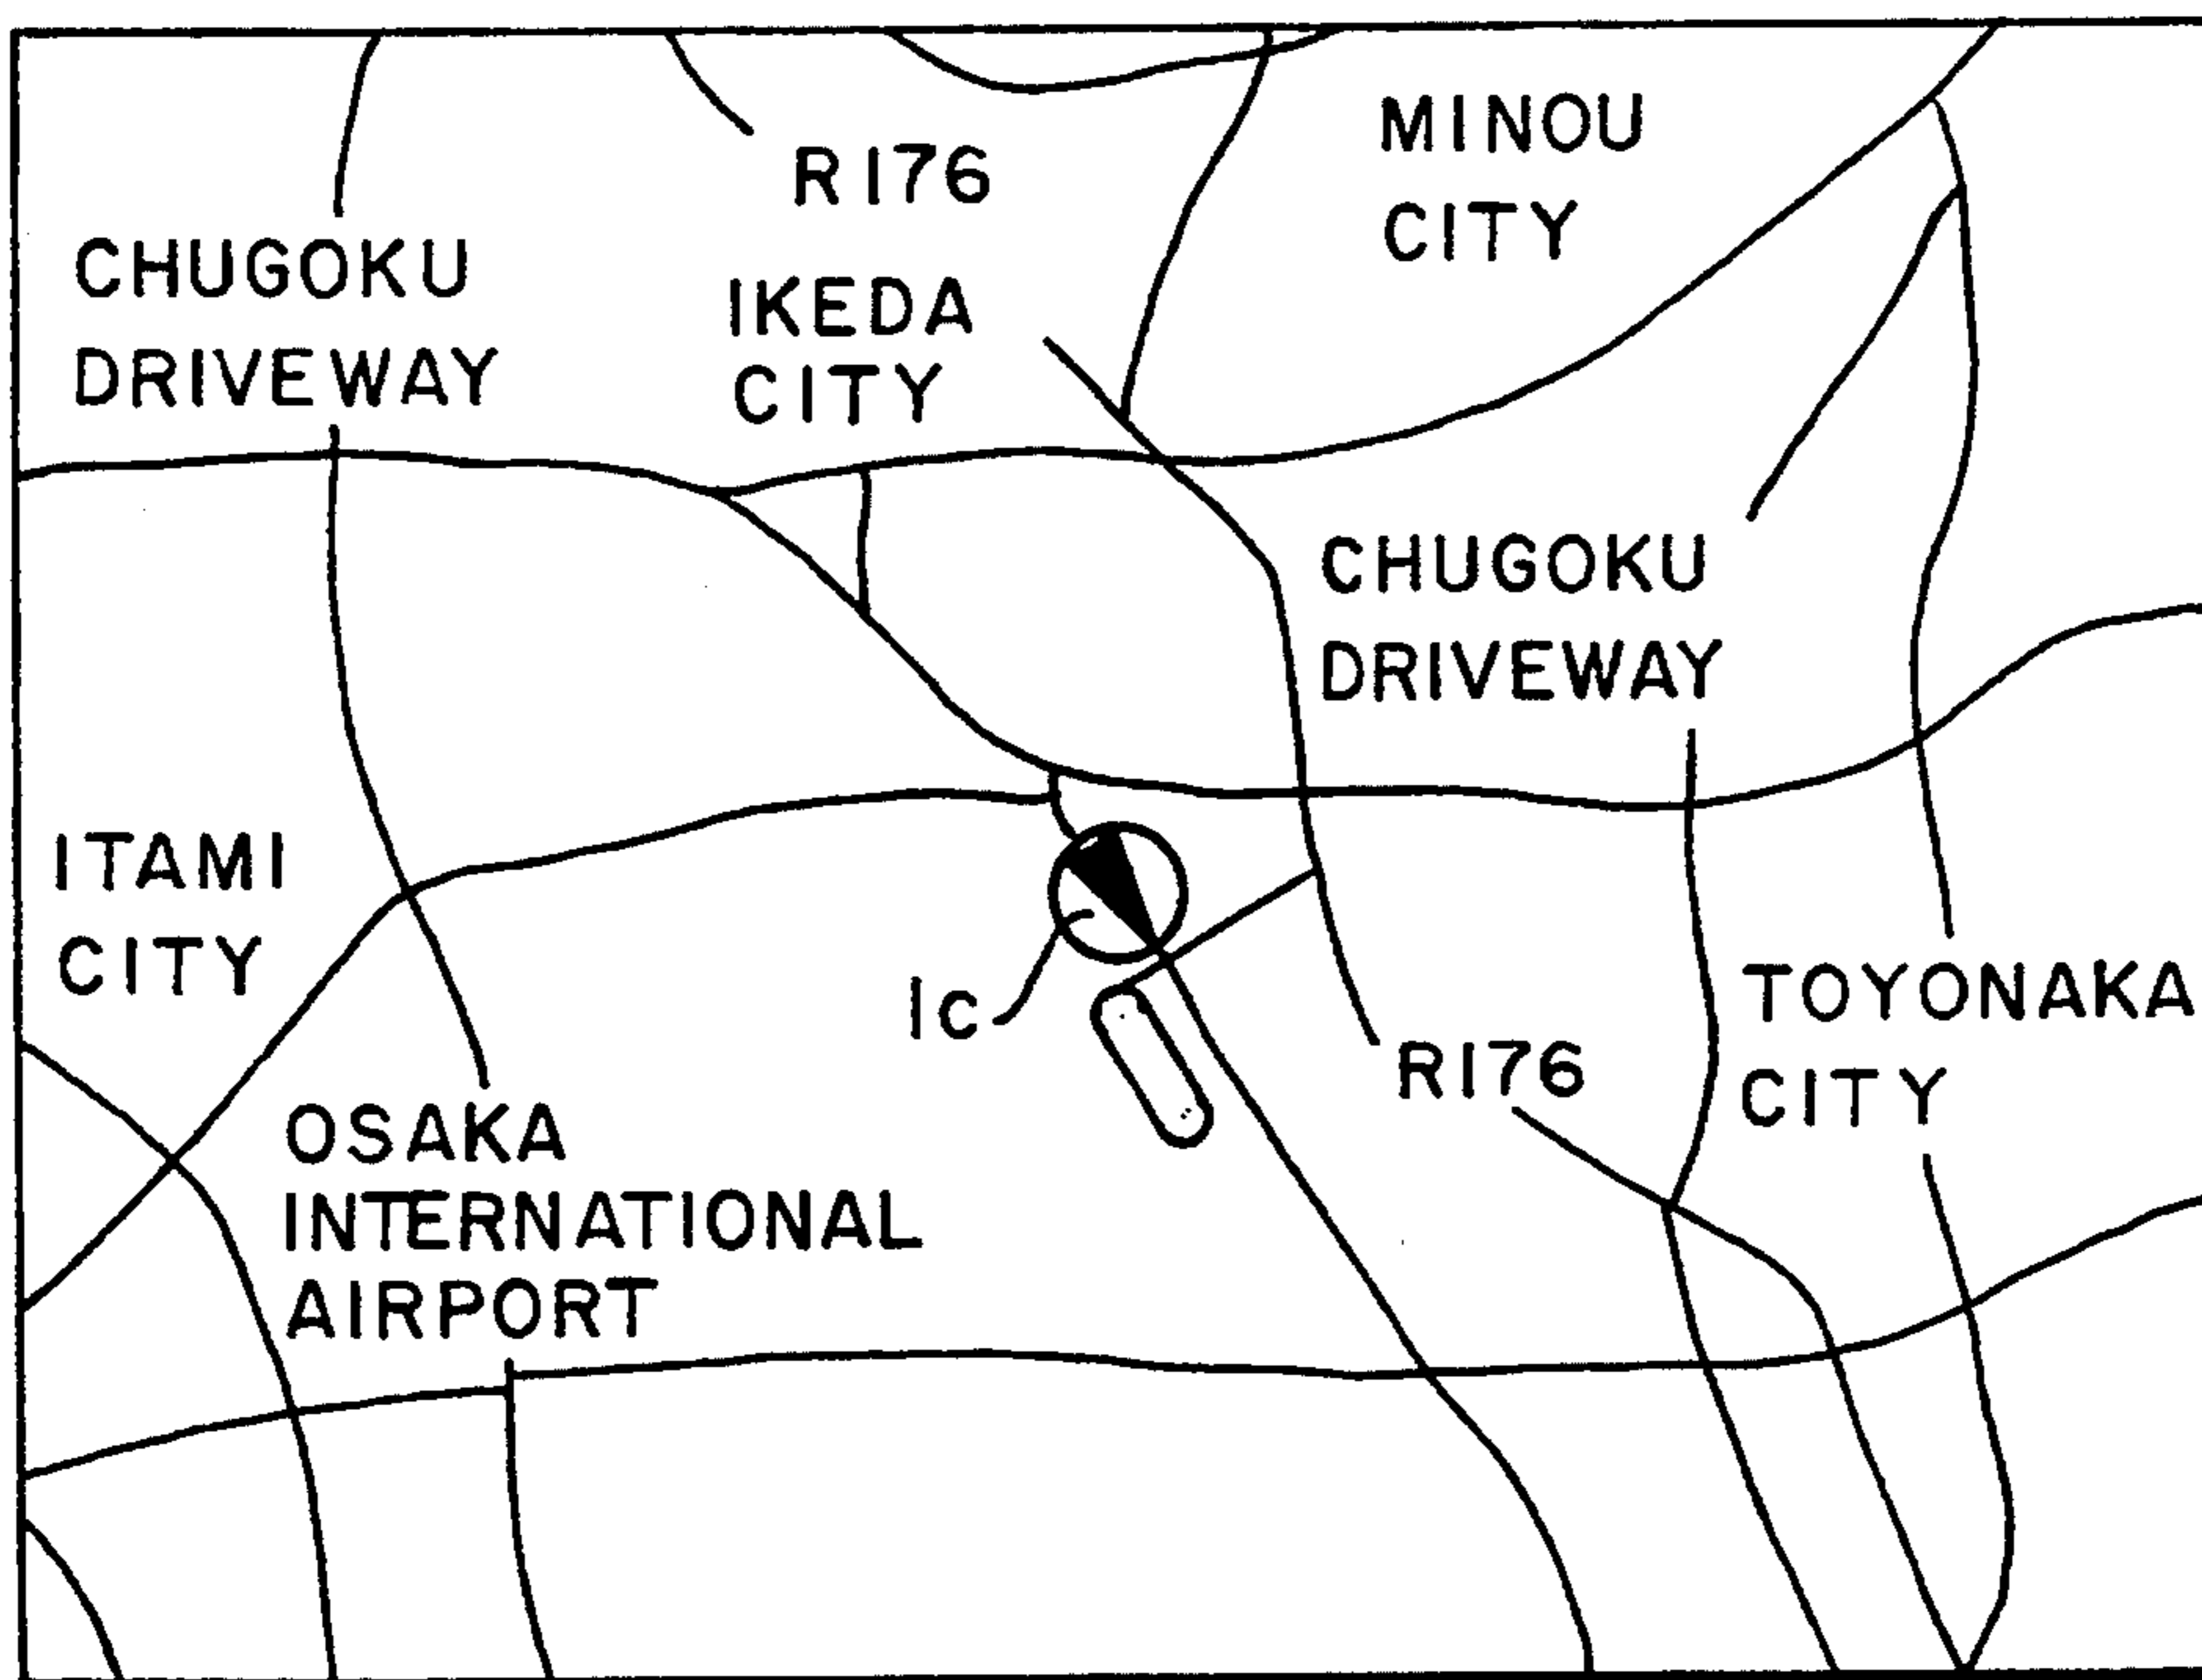 MINOU
CITY
R176
CHUGOKU
DRIVEWAY
IKEDA
CITY
CHUGOKU
DRIVEWAY
ITAMI
CITY
1c
TOYONAKA
CITY
R176
OSAKA
INTERNATIONAL
AIRPORT